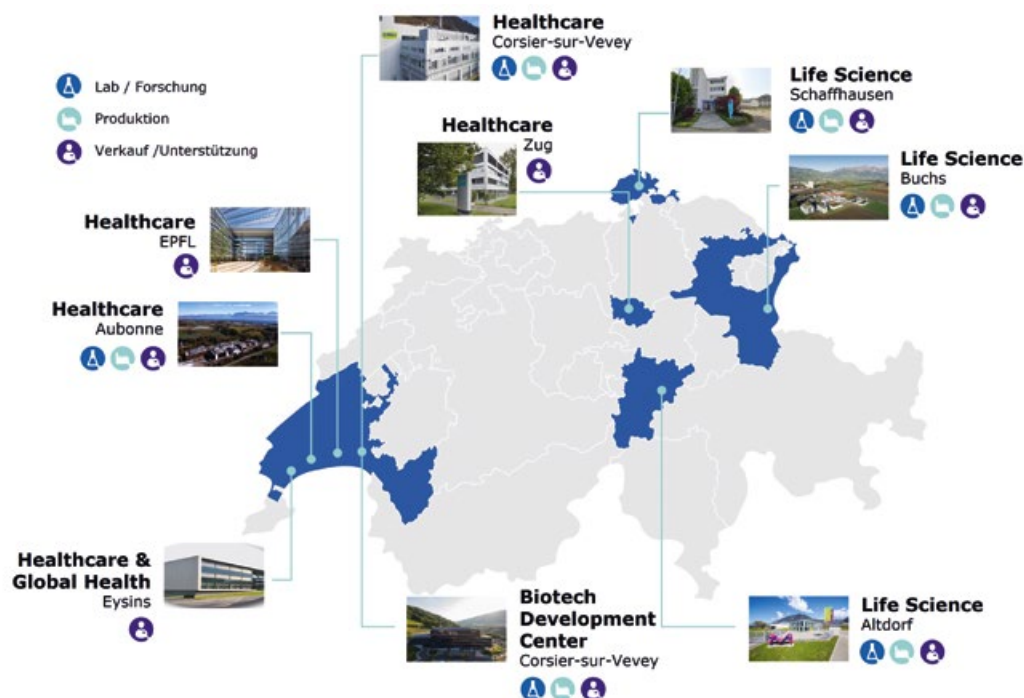 Lab / Forschung
Produktion
Verkauf /Unterstützung
Healthcare
Corsier-sur-Vevey
Life Science
Schaffhausen
Healthcare
Zug
Life Science
Buchs
Healthcare
EPFL
Healthcare
Aubonne
Healthcare &
Global Health
Eysins
Biotech
Development
Center
Corsier-sur-Vevey
Life Science
Altdorf